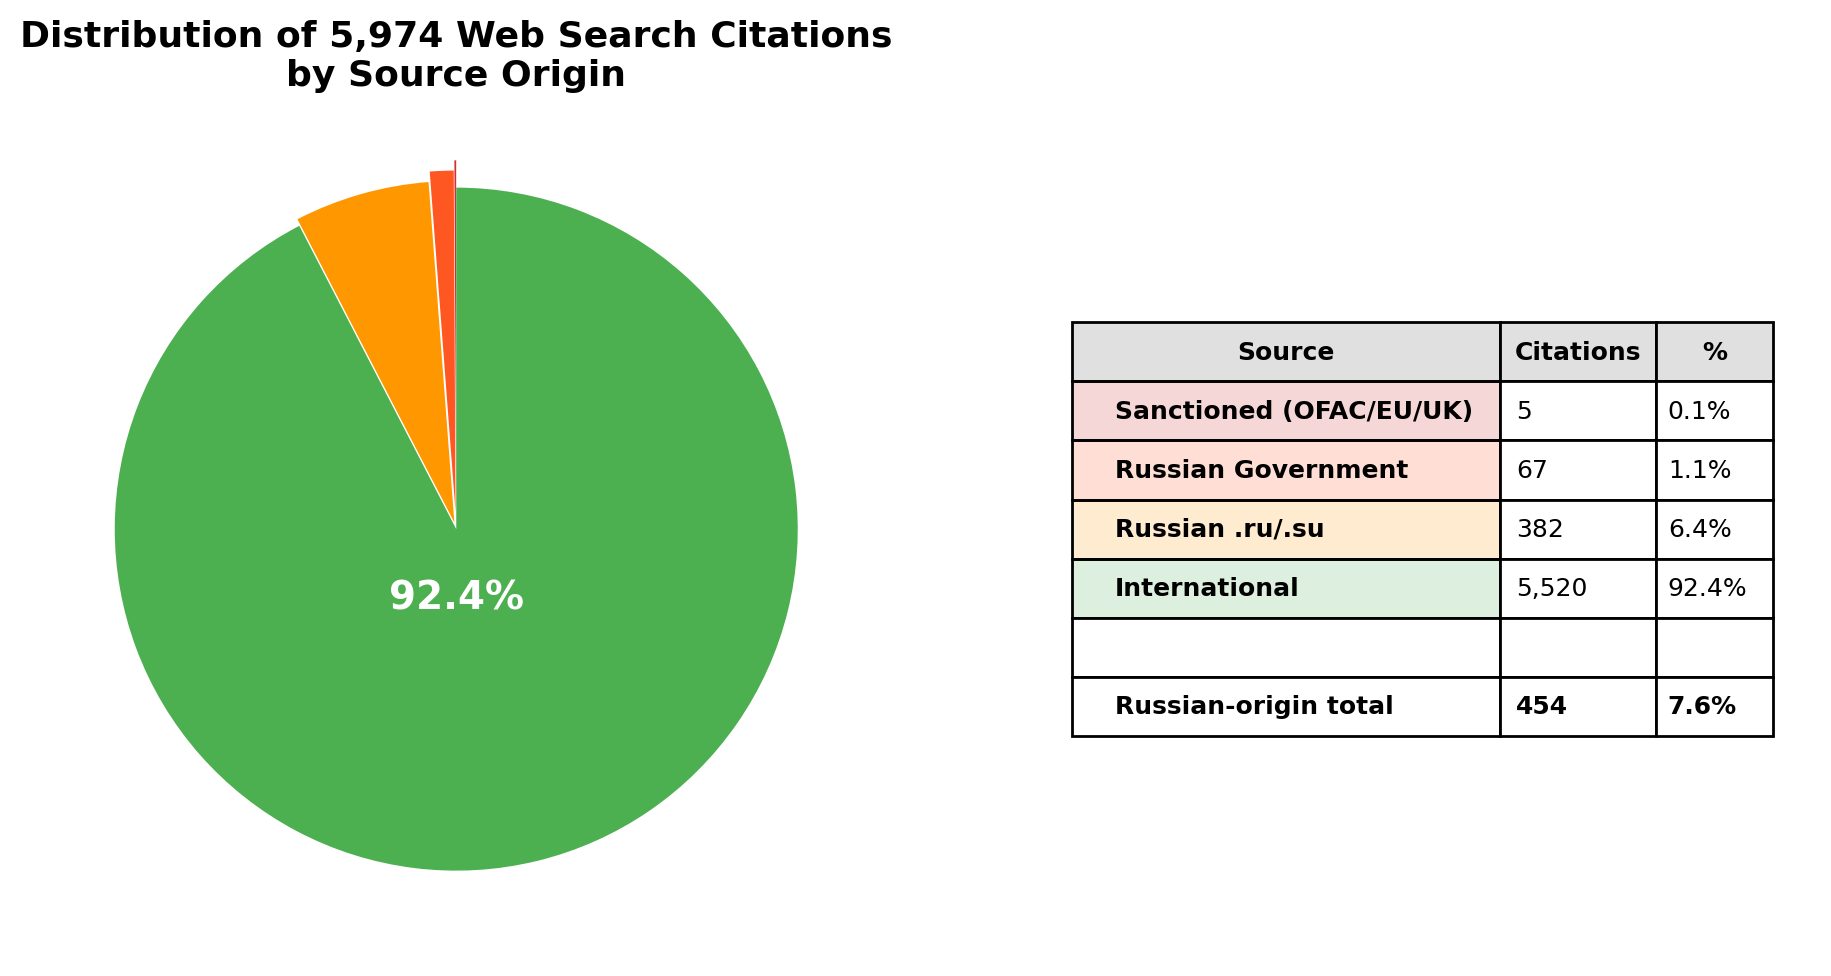 Distribution of 5,974 Web Search Citations
by Source Origin
92.4%
Source Citations %
Sanctioned (OFAC/EU/UK) 5 0.1%
Russian Government 67 1.1%
Russian .ru/.su 382 6.4%
International 5,520 92.4%
Russian-origin total 454 7.6%